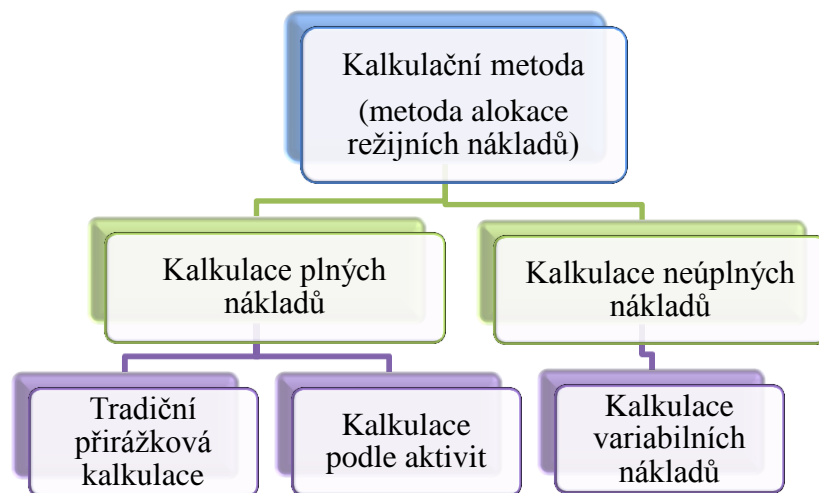 Kalkulační metoda
(metoda alokace
režijních nákladů)
Kalkulace plných
nákladů
Kalkulace neúplných
nákladů
Tradiční
přirážková
kalkulace
Kalkulace
podle aktivit
Kalkulace
variabilních
nákladů